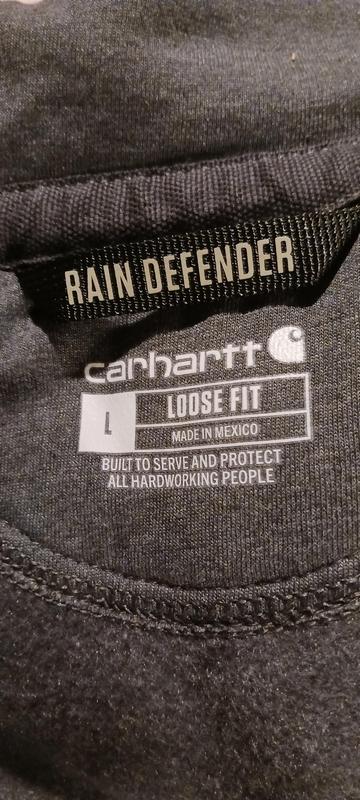 RAIN DEFENDER
carhartt
L
LOOSE FIT
MADE IN MEXICO
BUILT TO SERVE AND PROTECT
ALL HARDWORKING PEOPLE